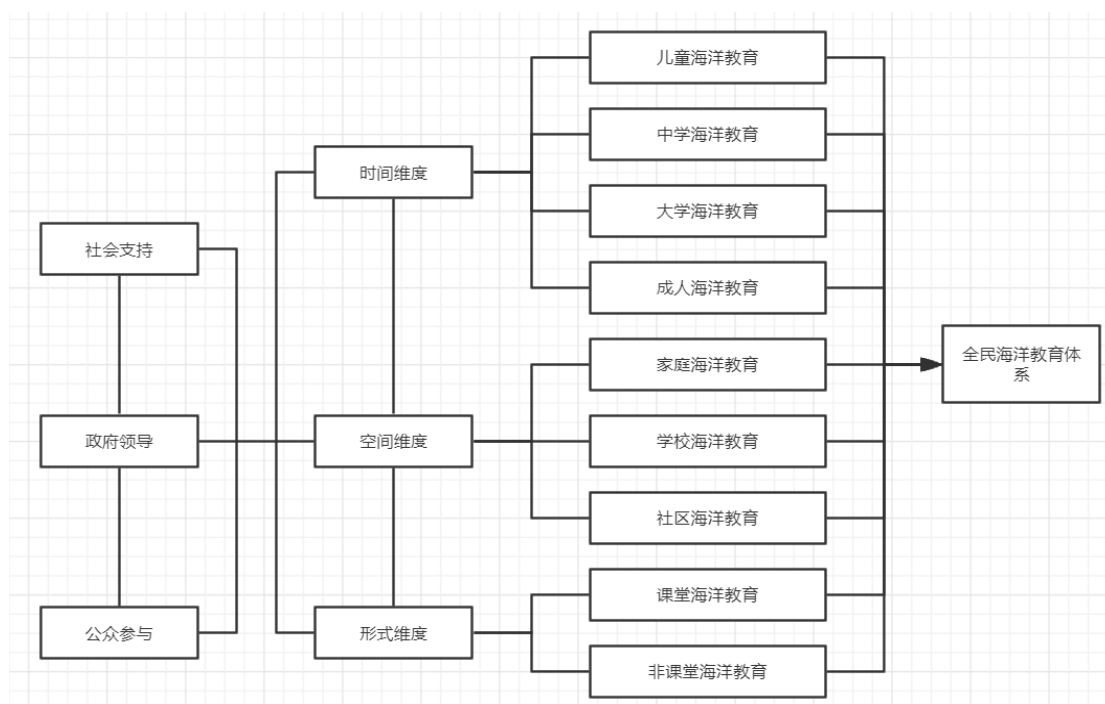 儿童海洋教育
中学海洋教育
时间维度
大学海洋教育
社会支持
成人海洋教育
家庭海洋教育
全民海洋教育体
系
政府领导
空间维度
学校海洋教育
社区海洋教育
课堂海洋教育
公众参与
形式维度
非课堂海洋教育